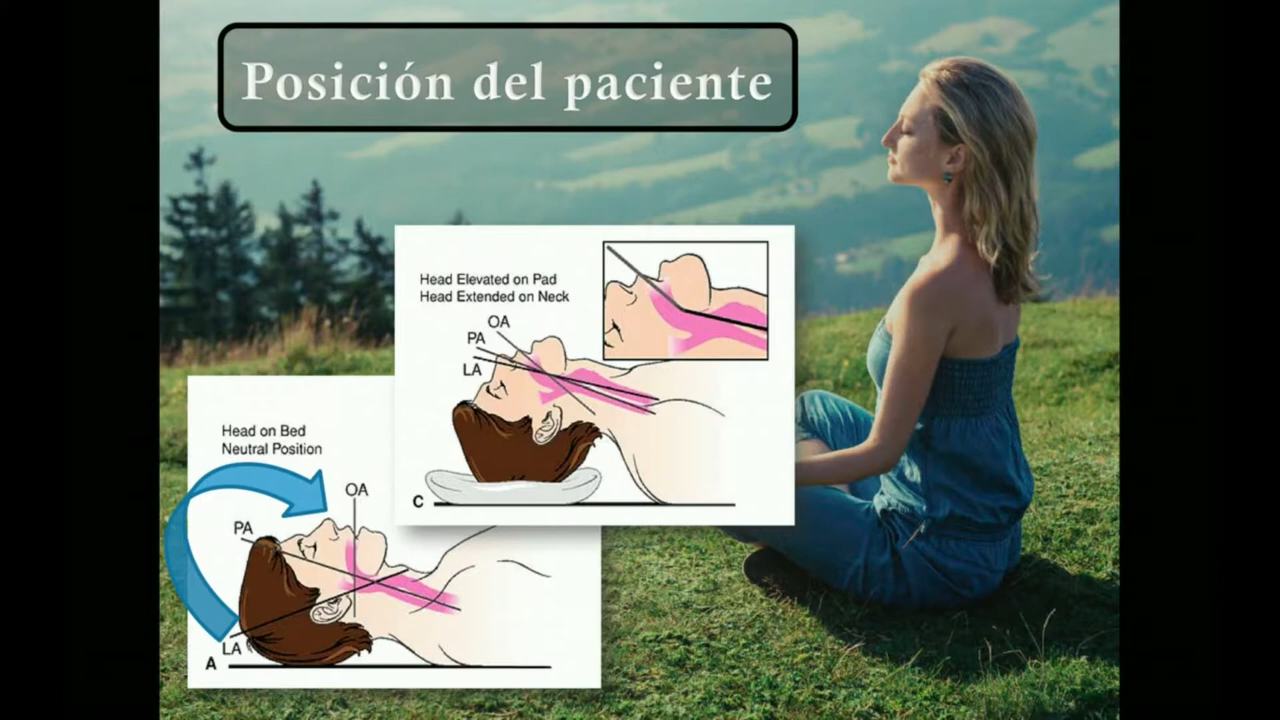 Posición del paciente
Head Elevated on Pad
Head Extended on Neck
OA
PA
LA
C
Head on Bed
Neutral Position
OA
PA
LA
A